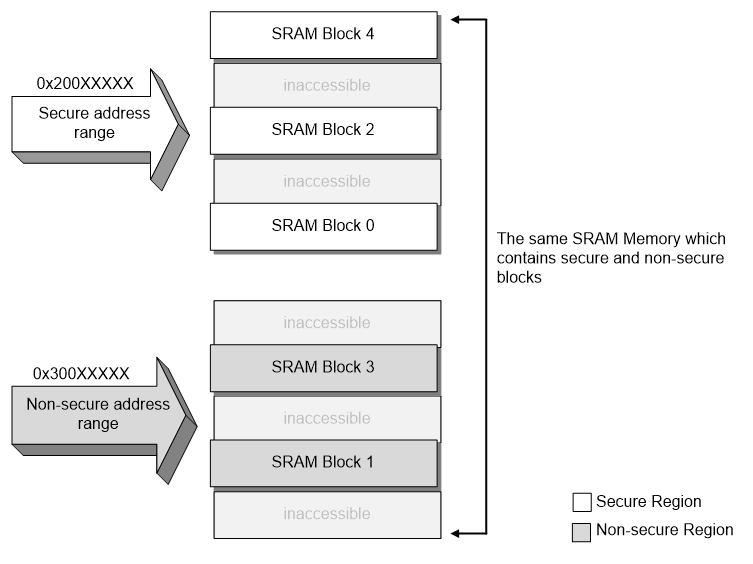 SRAM Block 4
0x200XXXXX
inaccessible
Secure address
range
SRAM Block 2
inaccessible
SRAM Block 0
The same SRAM Memory which
contains secure and non-secure
blocks
inaccessible
0x300XXXXX
SRAM Block 3
Non-secure address
range
inaccessible
SRAM Block 1
inaccessible
Secure Region
Non-secure Region